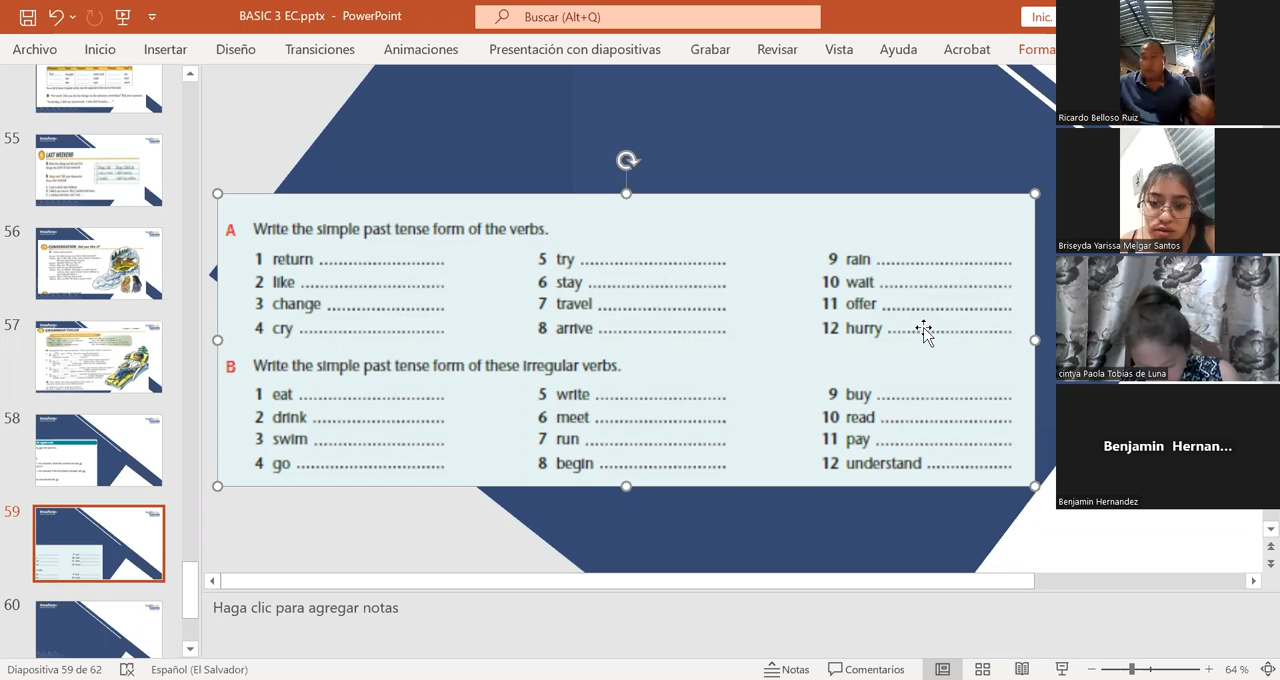 BASIC 3 EC.pptx - PowerPoint
Buscar (Alt+Q)
Inic.
Archivo Inicio Insertar Diseño Transiciones Animaciones Presentación con diapositivas Grabar Revisar Vista Ayuda Acrobat Forma
55
LAST WEEKEND
56
57
58
59
60
A Write the simple past tense form of the verbs.
1 return ........ 5 try ........ 9 rain ........
2 like ........ 6 stay ........ 10 wait ........
3 change ........ 7 travel ........ 11 offer ........
4 cry ........ 8 arrive ........ 12 hurry ........
B Write the simple past tense form of these irregular verbs.
1 eat ........ 5 write ........ 9 buy ........
2 drink ........ 6 meet ........ 10 read ........
3 swim ........ 7 run ........ 11 pay ........
4 go ........ 8 begin ........ 12 understand ........
Ricardo Belloso Ruiz
Briseyda Yarissa Melgar Santos
cintya Paola Tobias de Luna
Benjamin Hernan...
Benjamin Hernandez
Haga clic para agregar notas
Diapositiva 59 de 62 Español (El Salvador) Notas Comentarios 64 %